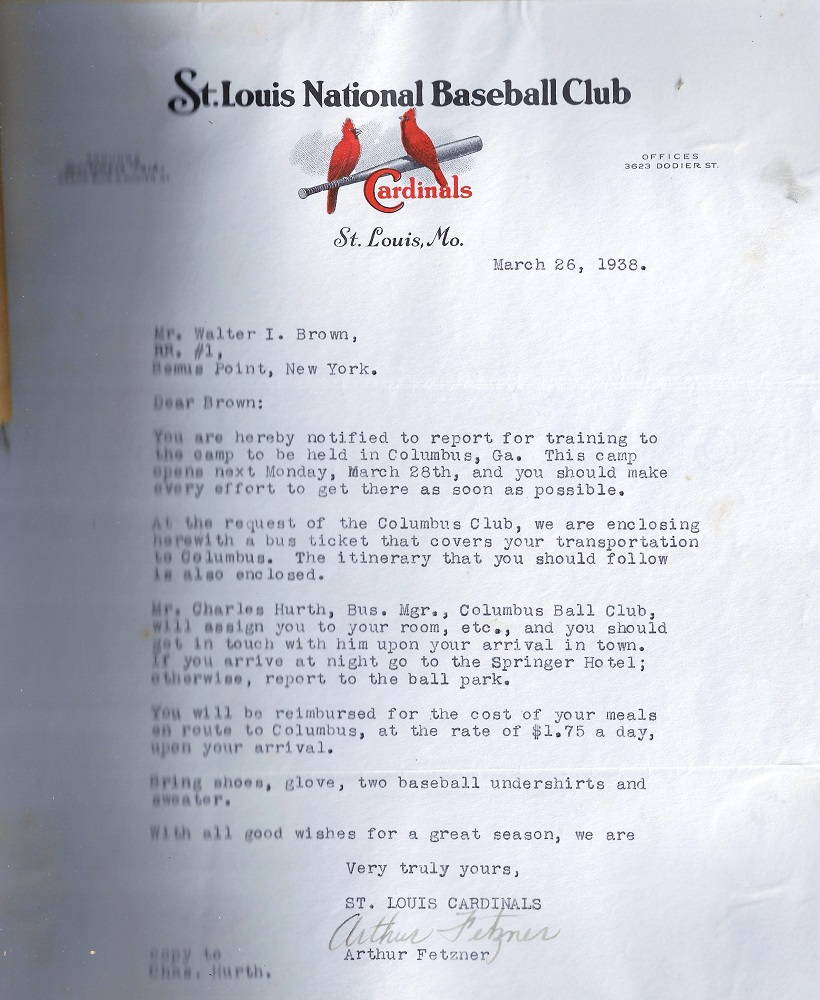 St. Louis National Baseball Club
Cardinals
OFFICES
3623 DODIER ST.
St. Louis, Mo.
March 26, 1938.
Mr. Walter I. Brown,
RR. #1,
Bemus Point, New York.
Dear Brown:
You are hereby notified to report for training to
the camp to be held in Columbus, Ga. This camp
opens next Monday, March 28th, and you should make
every effort to get there as soon as possible.
At the request of the Columbus Club, we are enclosing
herewith a bus ticket that covers your transportation
to Columbus. The itinerary that you should follow
is also enclosed.
Mr. Charles Hurth, Bus. Mgr., Columbus Ball Club,
will assign you to your room, etc., and you should
get in touch with him upon your arrival in town.
If you arrive at night go to the Springer Hotel;
otherwise, report to the ball park.
You will be reimbursed for the cost of your meals
en route to Columbus, at the rate of $1.75 a day,
upon your arrival.
Bring shoes, glove, two baseball undershirts and
sweater.
With all good wishes for a great season, we are
Very truly yours,
ST. LOUIS CARDINALS
Arthur Fetzner
Arthur Fetzner
copy to
Chas. Hurth.